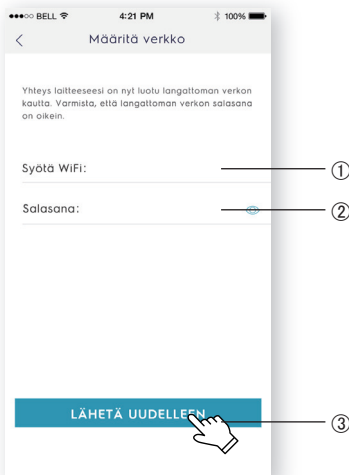 BELL 4:21 PM 100%
Määritä verkko
Yhteys laitteeseesi on nyt luotu langattoman verkon
kautta. Varmista, että langattoman verkon salasana
on oikein.
Syötä WiFi: ①
Salasana: ②
LÄHETÄ UUDELLEEN ③